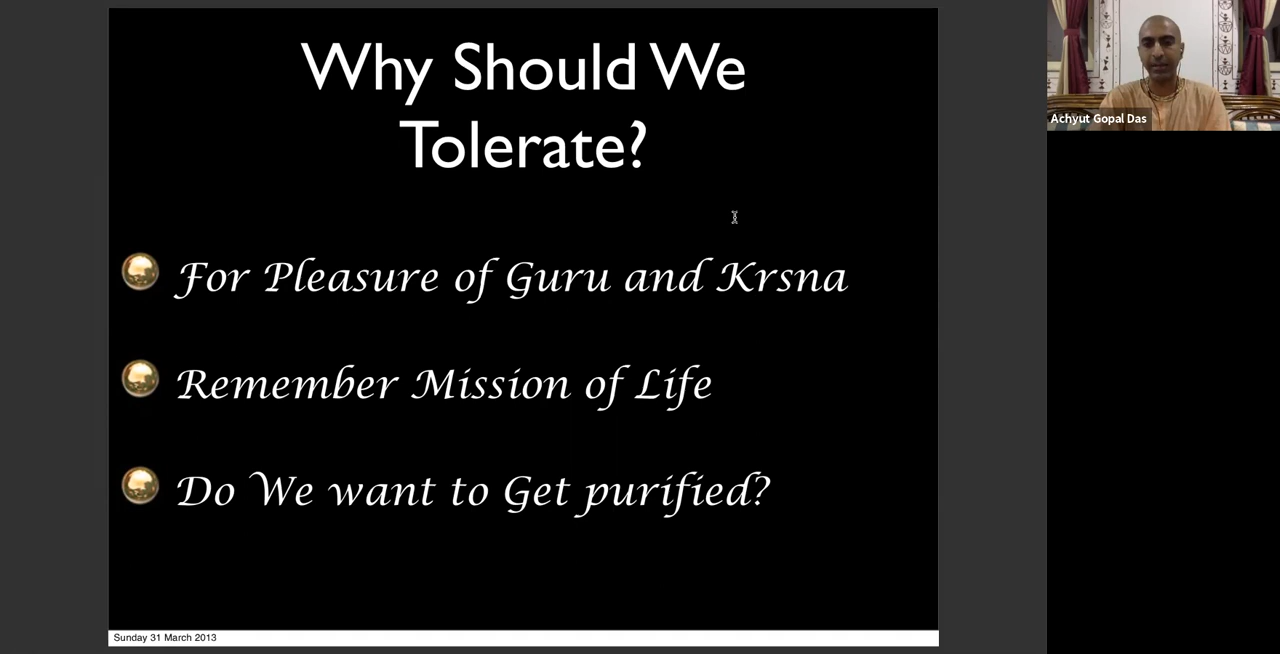 Why Should We
Tolerate?
For Pleasure of Guru and Krsna
Remember Mission of Life
Do We want to Get purified?
Sunday 31 March 2013
Achyut Gopal Das